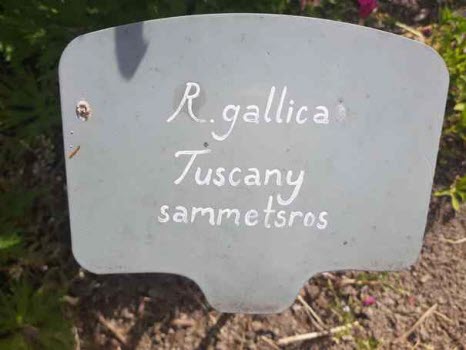 R. gallica
Tuscany
sammetsros